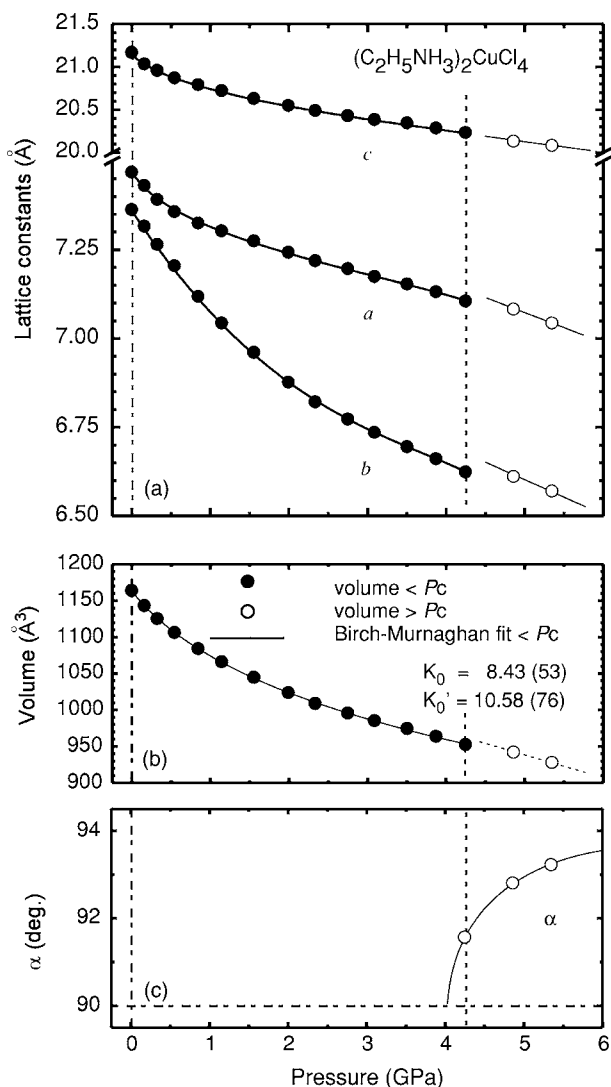 (C2H5NH3)2CuCl4
21.5
21.0
20.5
20.0
7.25
7.00
6.75
6.50
Lattice constants (Å)
c
a
b
(a)
1200
1150
1100
1050
1000
950
900
Volume (Å3)
volume < Pc
volume > Pc
Birch-Murnaghan fit < Pc
K0 = 8.43 (53)
K0' = 10.58 (76)
(b)
94
92
90
α (deg.)
α
(c)
0 1 2 3 4 5 6
Pressure (GPa)